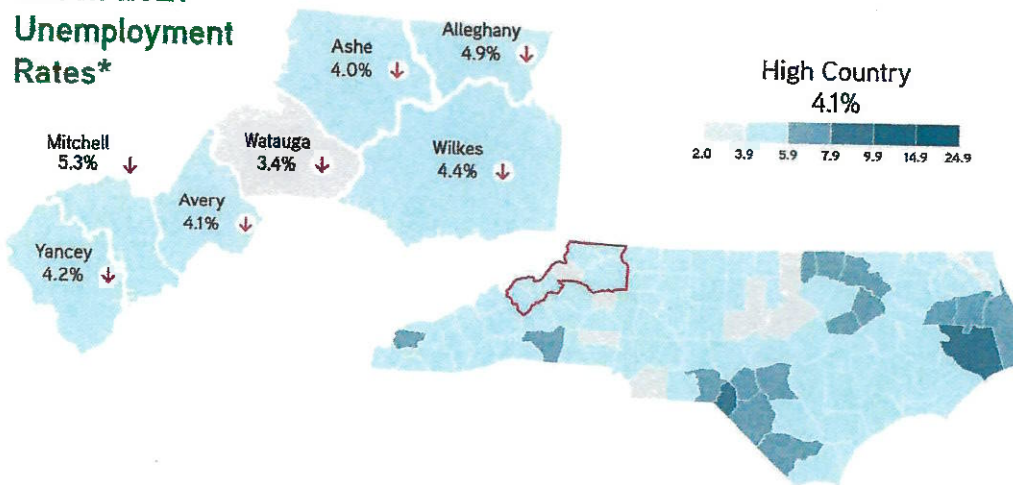 Unemployment
Rates*
Ashe
4.0%
Alleghany
4.9%
High Country
4.1%
2.0 3.9 5.9 7.9 9.9 14.9 24.9
Mitchell
5.3%
Watauga
3.4%
Wilkes
4.4%
Avery
4.1%
Yancey
4.2%